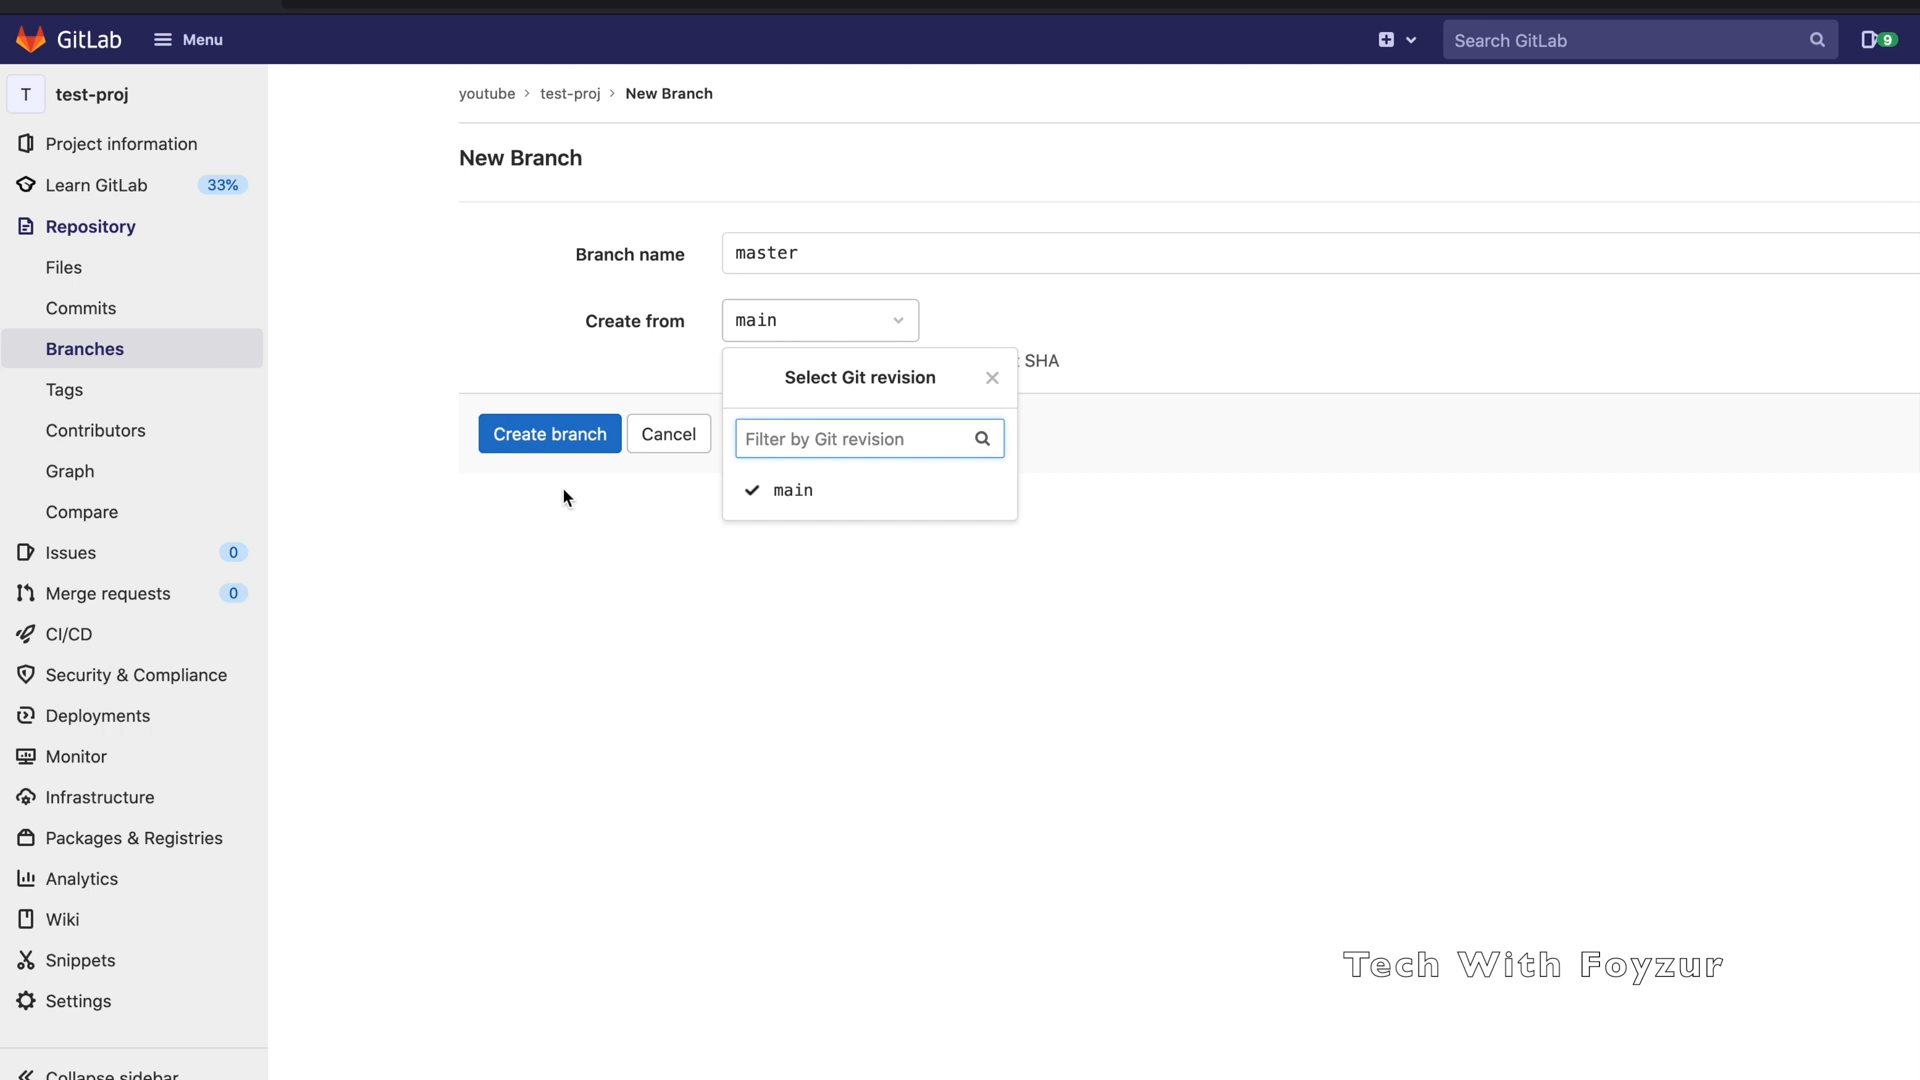 GitLab Menu Search GitLab 9
T test-proj
youtube > test-proj > New Branch
Project information
New Branch
Learn GitLab 33%
Repository
Branch name master
Files
Commits
Create from main
Branches
: SHA
Select Git revision
Tags
Contributors
Create branch Cancel
Filter by Git revision
Graph
main
Compare
Issues 0
Merge requests 0
CI/CD
Security & Compliance
Deployments
Monitor
Infrastructure
Packages & Registries
Analytics
Wiki
Snippets
Tech With Foyzur
Settings
Collapse sidebar